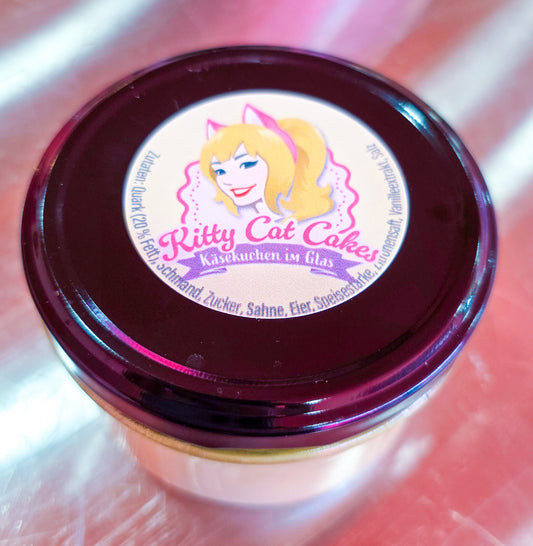 Kitty Cat Cakes
Käsekuchen im Glas
Zutaten: Quark (20% Fett), Schmand, Zucker, Sahne, Eier, Speisestärke, Zitronensaft, Vanilleextrakt, Salz